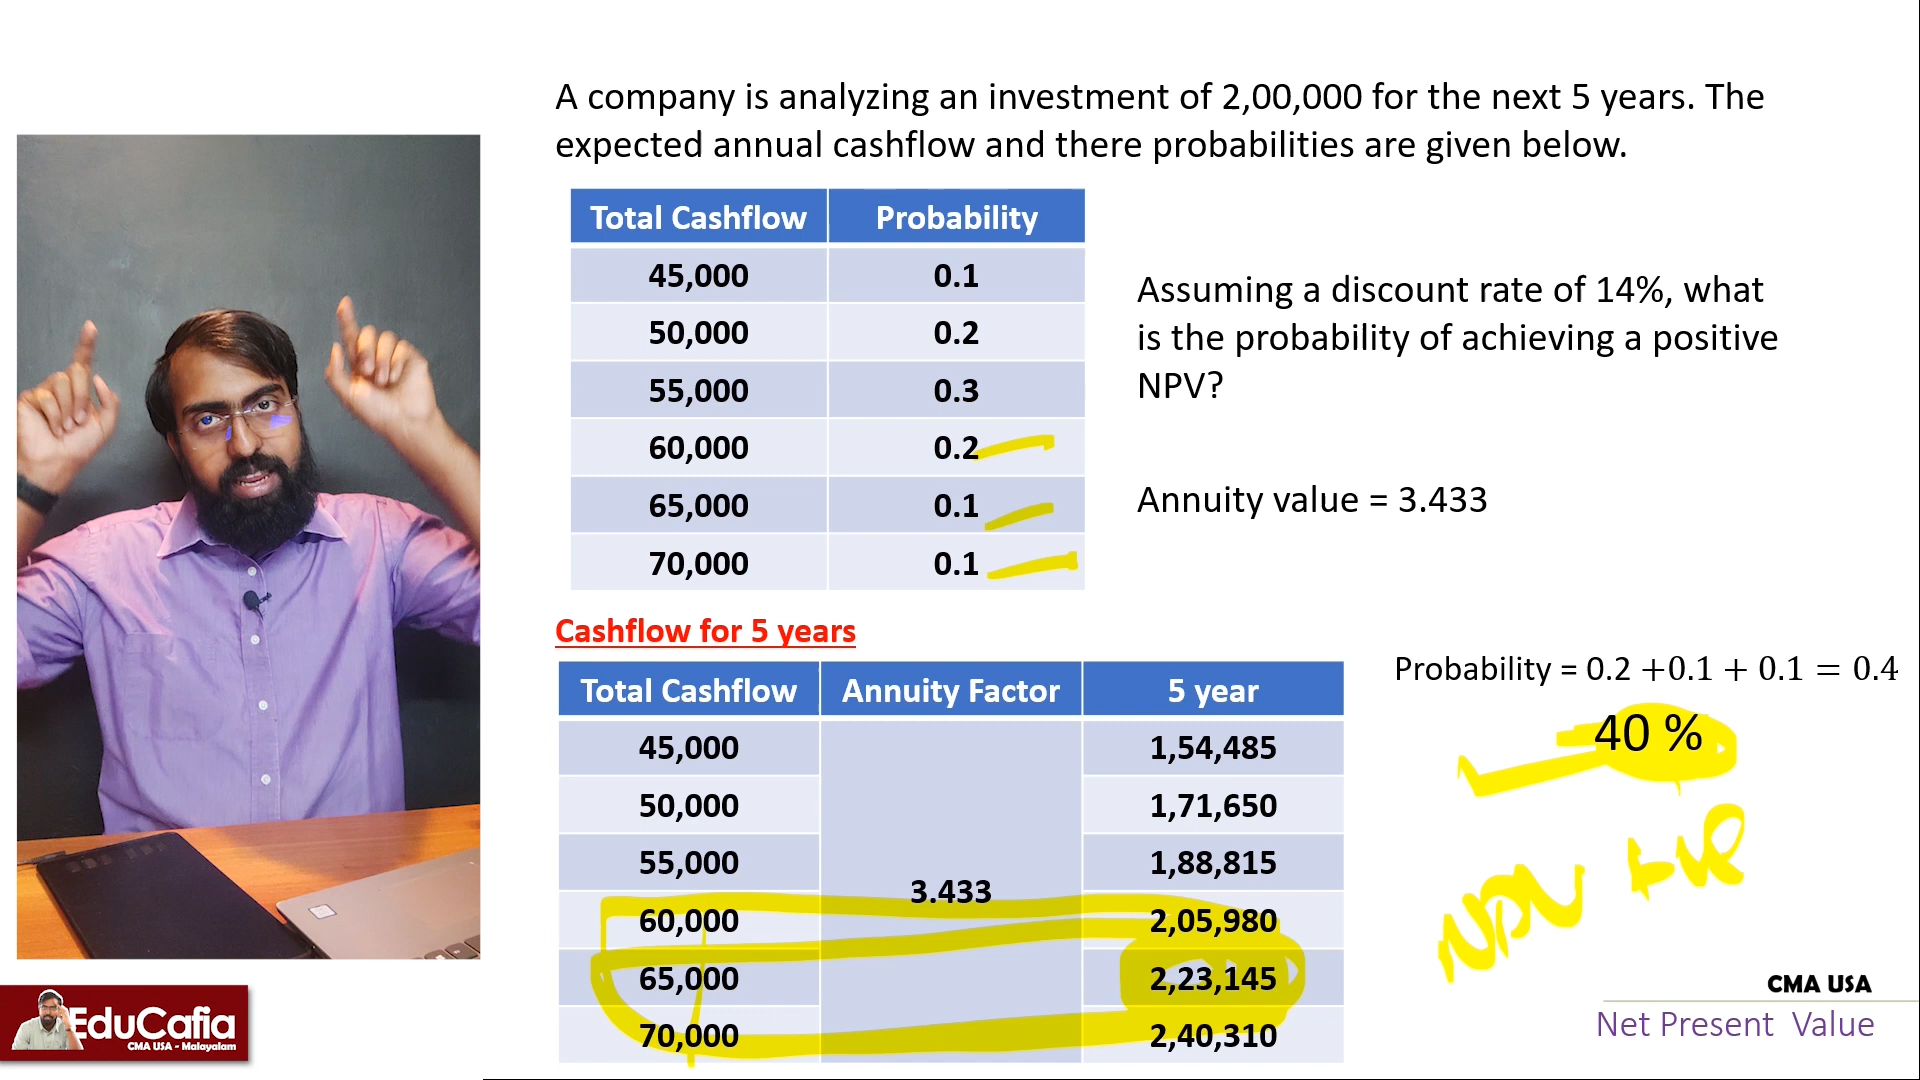 A company is analyzing an investment of 2,00,000 for the next 5 years. The
expected annual cashflow and there probabilities are given below.
Total Cashflow Probability
45,000 0.1
50,000 0.2
55,000 0.3
60,000 0.2
65,000 0.1
70,000 0.1
Assuming a discount rate of 14%, what
is the probability of achieving a positive
NPV?
Annuity value = 3.433
Cashflow for 5 years
Total Cashflow Annuity Factor 5 year
45,000 1,54,485
50,000 1,71,650
55,000 1,88,815
3.433
60,000 2,05,980
65,000 2,23,145
70,000 2,40,310
Probability = 0.2 +0.1 + 0.1 = 0.4
40 %
NPV +ve
CMA USA
Net Present Value
EduCafia
CMA USA - Malayalam